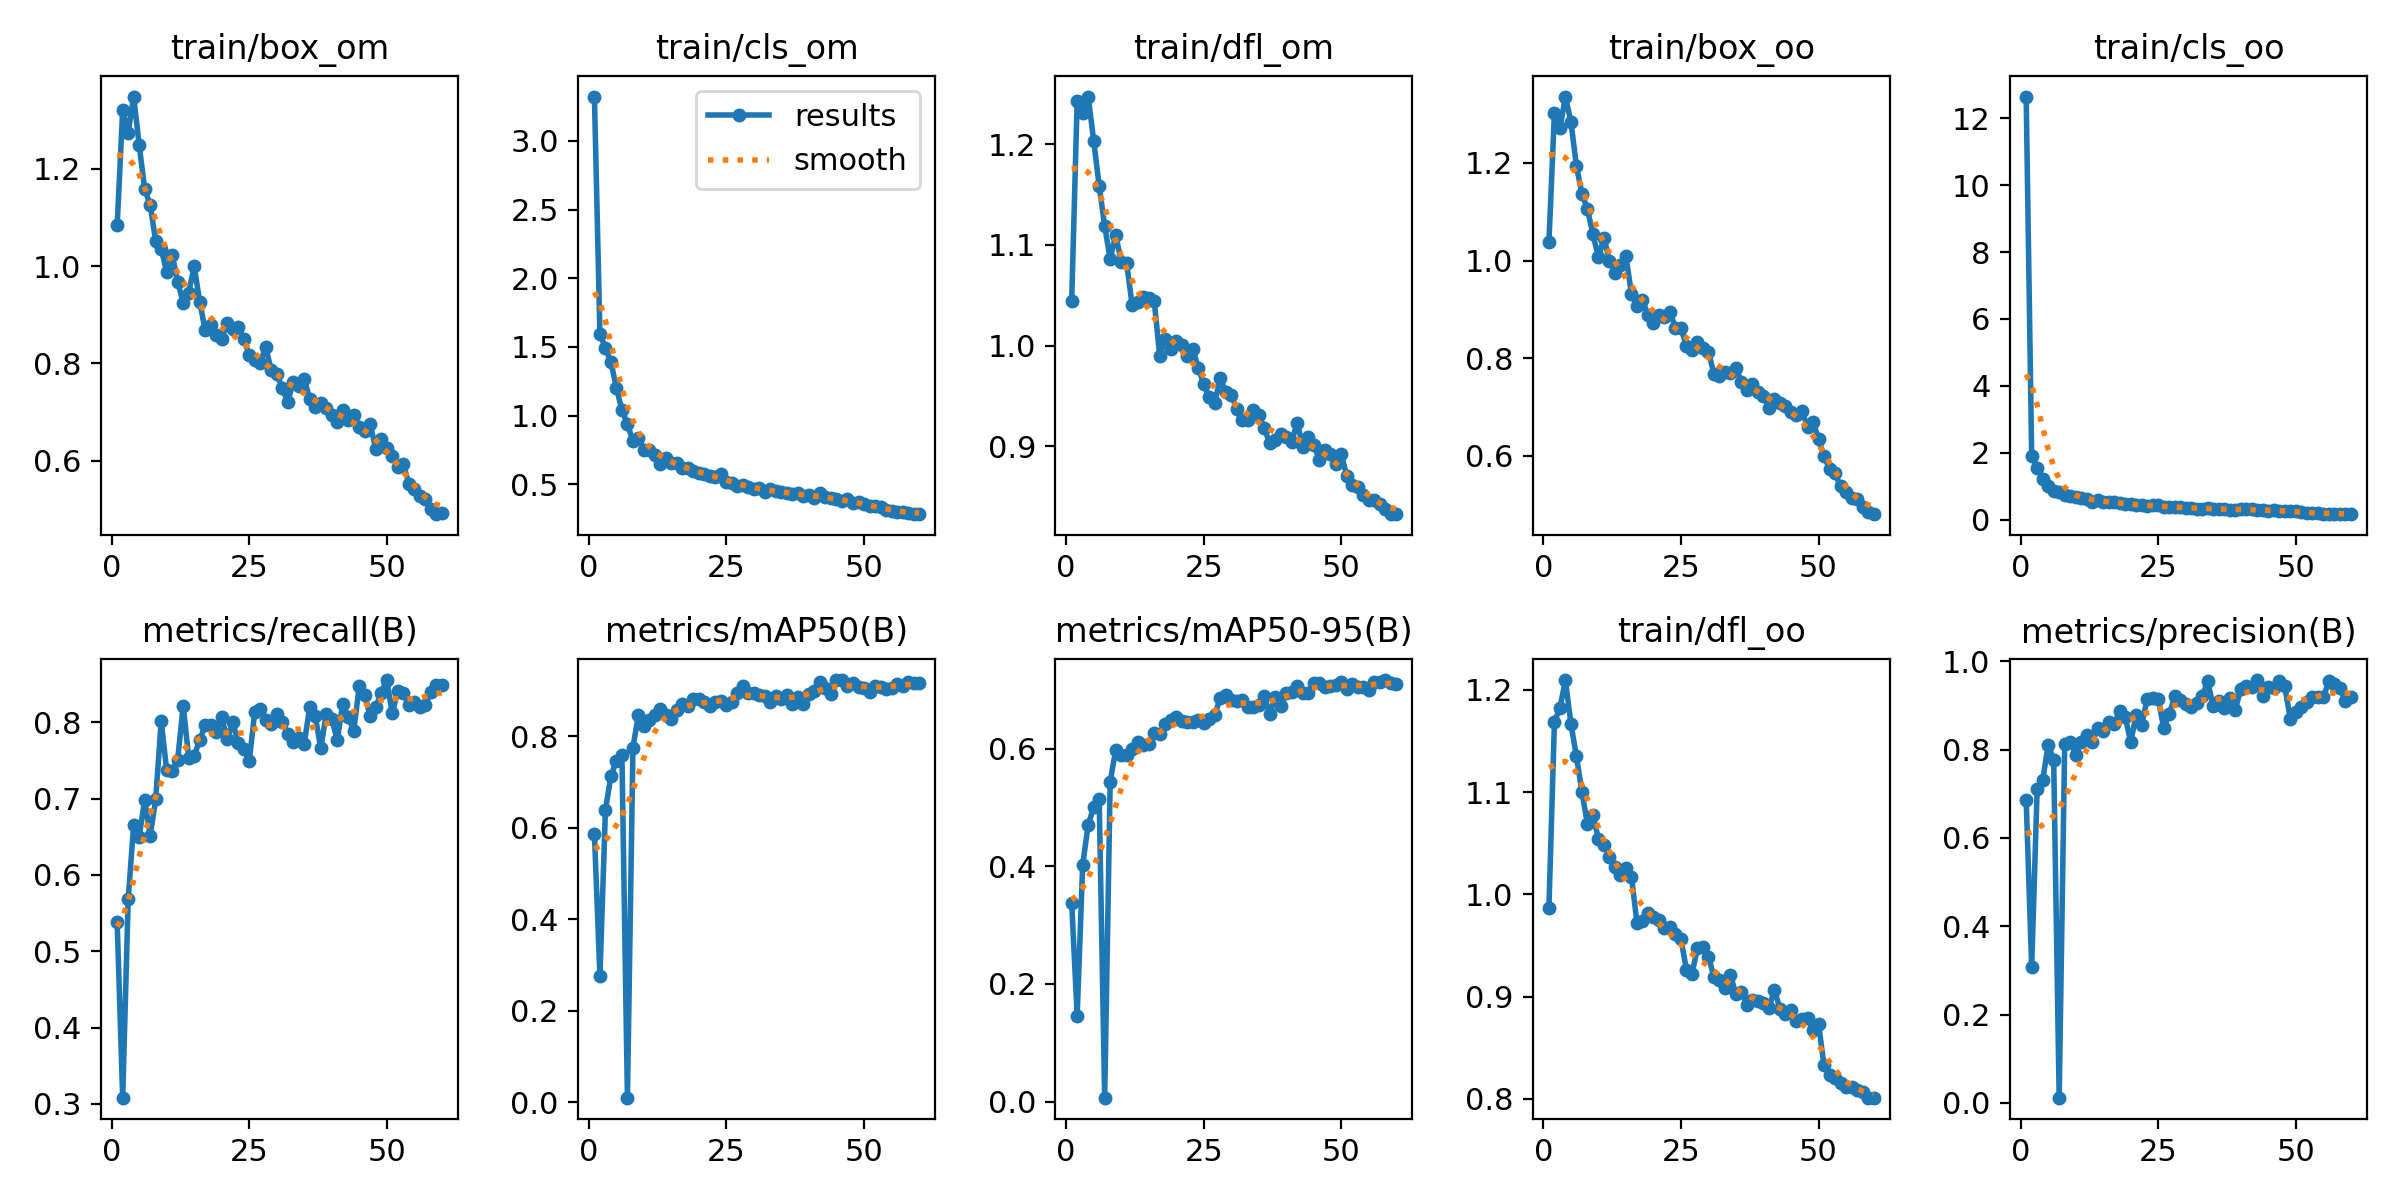 train/box_om
1.2
1.0
0.8
0.6
0 25 50
train/cls_om
results
smooth
3.0
2.5
2.0
1.5
1.0
0.5
0 25 50
train/dfl_om
1.2
1.1
1.0
0.9
0 25 50
train/box_oo
1.2
1.0
0.8
0.6
0 25 50
train/cls_oo
12
10
8
6
4
2
0
0 25 50
metrics/recall(B)
0.8
0.7
0.6
0.5
0.4
0.3
0 25 50
metrics/mAP50(B)
0.8
0.6
0.4
0.2
0.0
0 25 50
metrics/mAP50-95(B)
0.6
0.4
0.2
0.0
0 25 50
train/dfl_oo
1.2
1.1
1.0
0.9
0.8
0 25 50
metrics/precision(B)
1.0
0.8
0.6
0.4
0.2
0.0
0 25 50